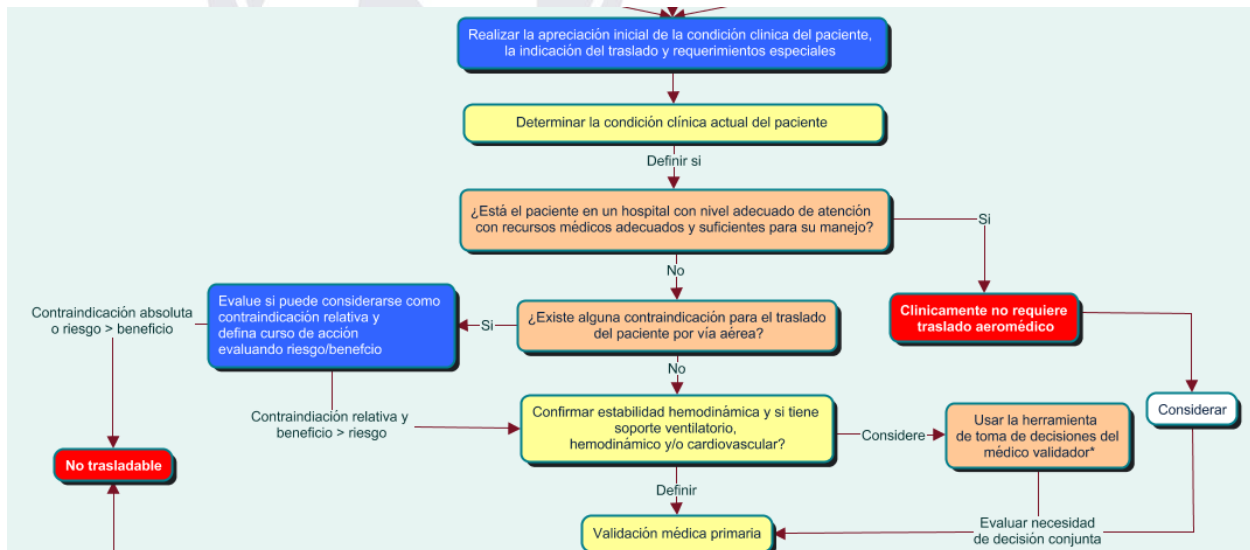 Realizar la apreciación inicial de la condición clinica del paciente,
la indicación del traslado y requerimientos especiales
Determinar la condición clínica actual del paciente
Definir si
¿Está el paciente en un hospital con nivel adecuado de atención
con recursos médicos adecuados y suficientes para su manejo?
Si
No
Contraindicación absoluta
o riesgo > beneficio
Evalue si puede considerarse como
contraindicación relativa y
defina curso de acción
evaluando riesgo/benefcio
Si
¿Existe alguna contraindicación para el traslado
del paciente por vía aérea?
Clinicamente no requiere
traslado aeromédico
No
Contraindiación relativa y
beneficio > riesgo
Confirmar estabilidad hemodinámica y si tiene
soporte ventilatorio,
hemodinámico y/o cardiovascular?
Considere
Usar la herramienta
de toma de decisiones del
médico validador*
Considerar
No trasladable
Definir
Validación médica primaria
Evaluar necesidad
de decisión conjunta